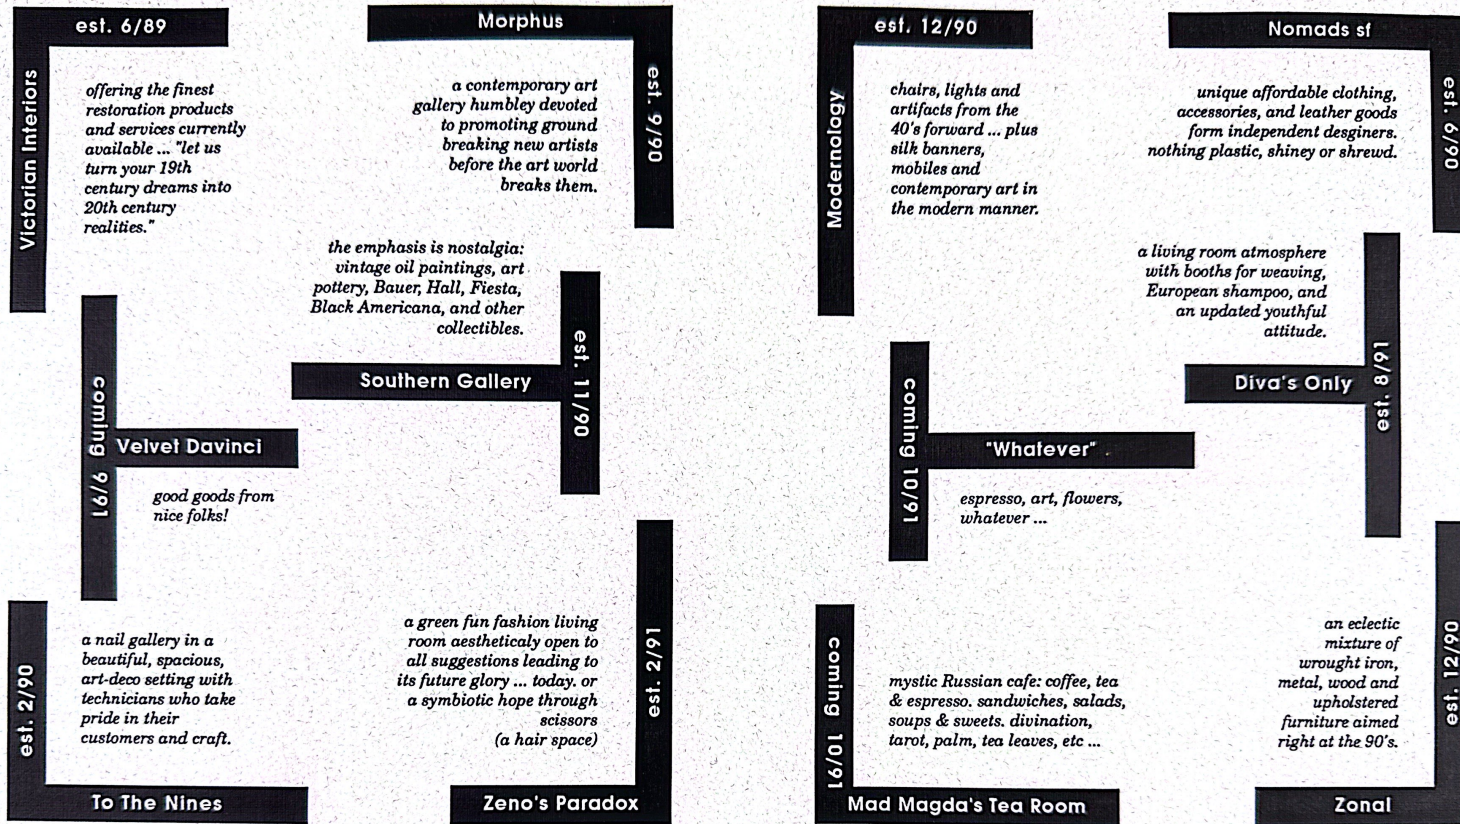 est. 6/89
Victorian Interiors
offering the finest
restoration products
and services currently
available ... "let us
turn your 19th
century dreams into
20th century
realities."
Morphus
est. 9/90
a contemporary art
gallery humbley devoted
to promoting ground
breaking new artists
before the art world
breaks them.
the emphasis is nostalgia:
vintage oil paintings, art
pottery, Bauer, Hall, Fiesta,
Black Americana, and other
collectibles.
Southern Gallery
est. 11/90
coming 9/91
Velvet Davinci
good goods from
nice folks!
est. 2/90
a nail gallery in a
beautiful, spacious,
art-deco setting with
technicians who take
pride in their
customers and craft.
To The Nines
a green fun fashion living
room aestheticaly open to
all suggestions leading to
its future glory ... today. or
a symbiotic hope through
scissors
(a hair space)
est. 2/91
Zeno's Paradox
est. 12/90
Modernology
chairs, lights and
artifacts from the
40's forward ... plus
silk banners,
mobiles and
contemporary art in
the modern manner.
Nomads sf
est. 6/90
unique affordable clothing,
accessories, and leather goods
form independent desginers.
nothing plastic, shiney or shrewd.
a living room atmosphere
with booths for weaving,
European shampoo, and
an updated youthful
attitude.
Diva's Only
est. 8/91
coming 10/91
"Whatever"
espresso, art, flowers,
whatever ...
coming 10/91
mystic Russian cafe: coffee, tea
& espresso. sandwiches, salads,
soups & sweets. divination,
tarot, palm, tea leaves, etc ...
Mad Magda's Tea Room
an eclectic
mixture of
wrought iron,
metal, wood and
upholstered
furniture aimed
right at the 90's.
est. 12/90
Zonal